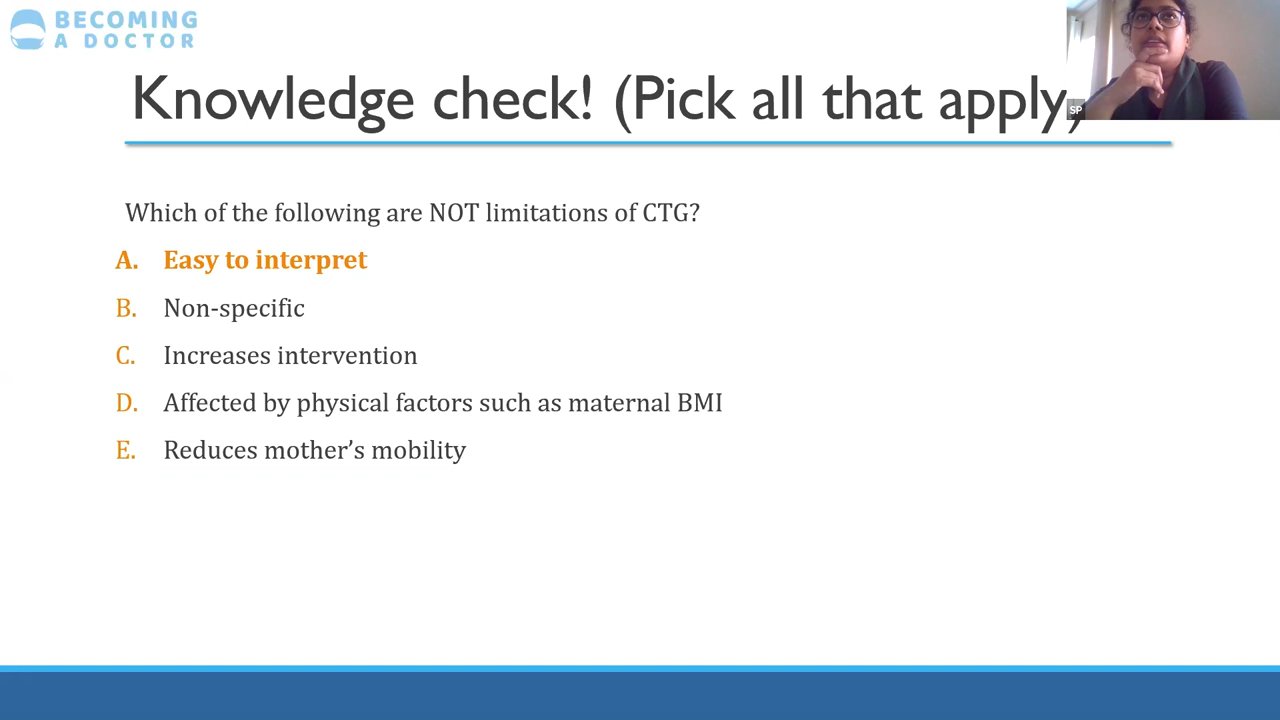 BECOMING
A DOCTOR
Knowledge check! (Pick all that apply)
SP
Which of the following are NOT limitations of CTG?
A. Easy to interpret
B. Non-specific
C. Increases intervention
D. Affected by physical factors such as maternal BMI
E. Reduces mother’s mobility